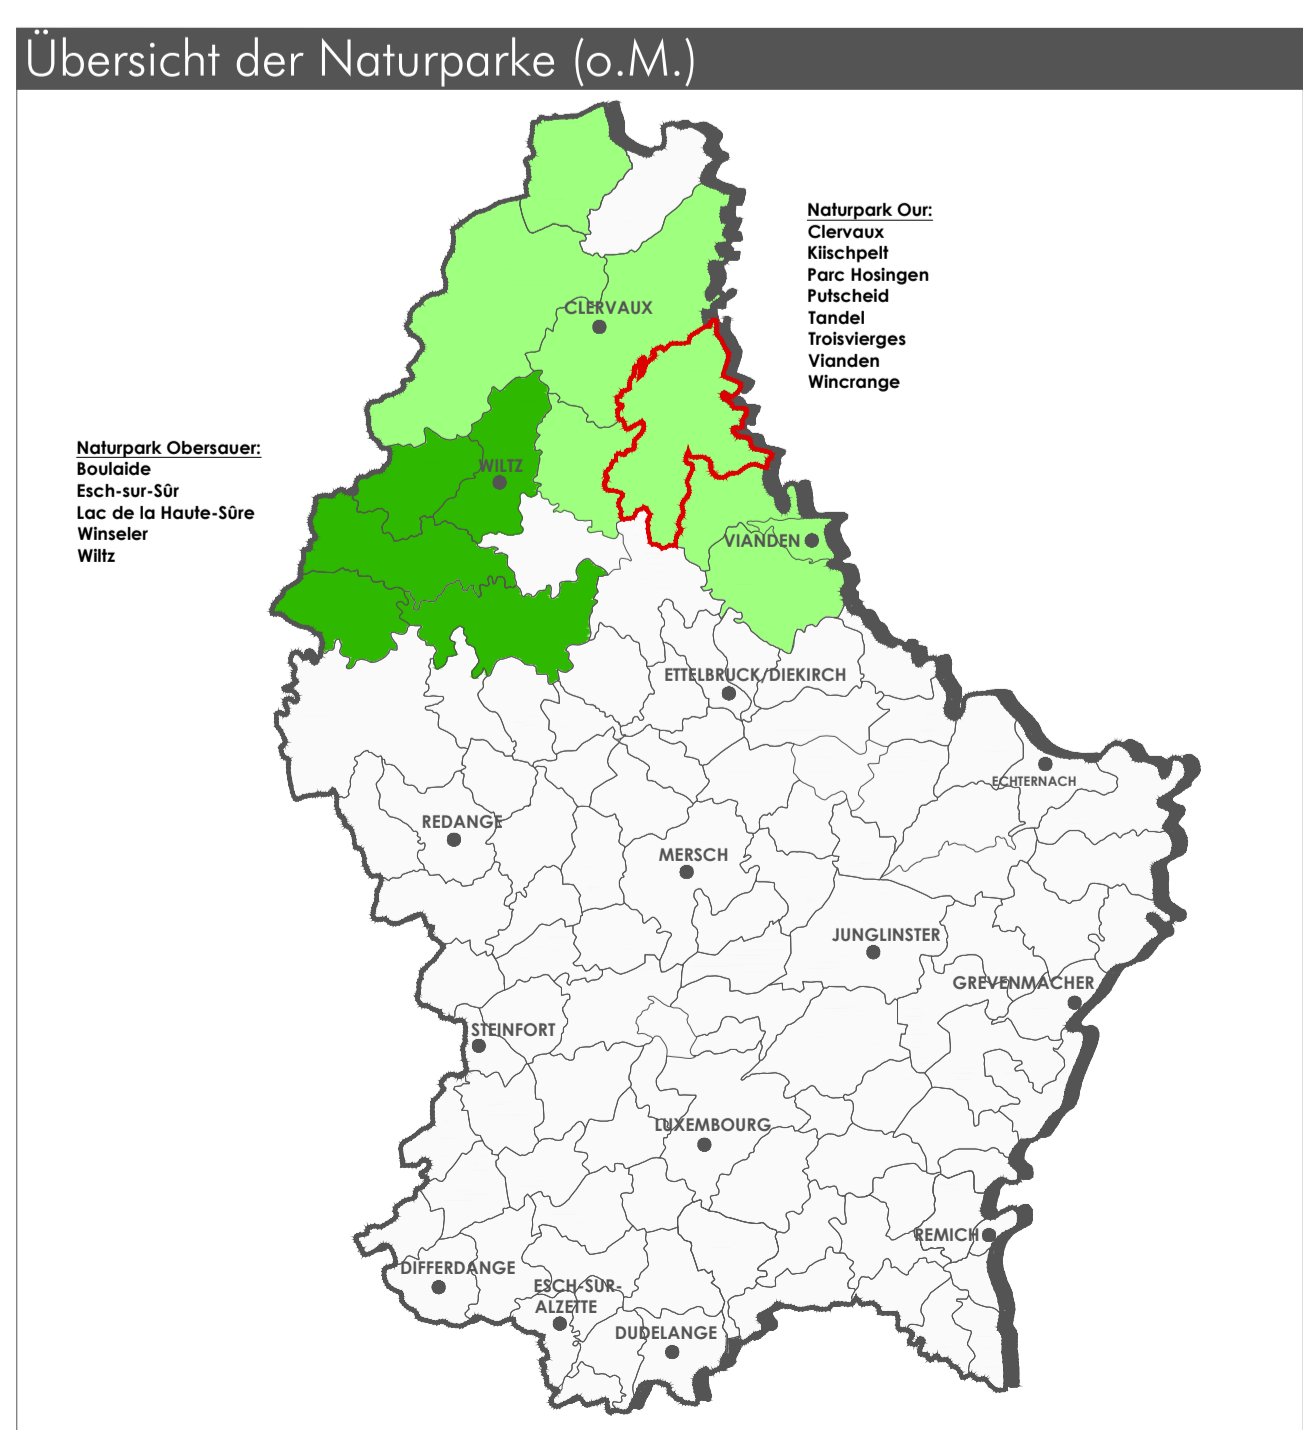 Übersicht der Naturparke (o.M.)
Naturpark Our:
Clervaux
Kiischpelt
Parc Hosingen
Putscheid
Tandel
Troisvierges
Vianden
Wincrange
CLERVAUX
Naturpark Obersauer:
Boulaide
Esch-sur-Sûr
Lac de la Haute-Sûre
Winseler
Wiltz
WILTZ
VIANDEN
ETTELBRUCK/DIEKIRCH
ECHTERNACH
REDANGE
MERSCH
JUNGLINSTER
GREVENMACHER
STEINFORT
LUXEMBOURG
REMICH
DIFFERDANGE
ESCH-SUR-
ALZETTE
DUDELANGE